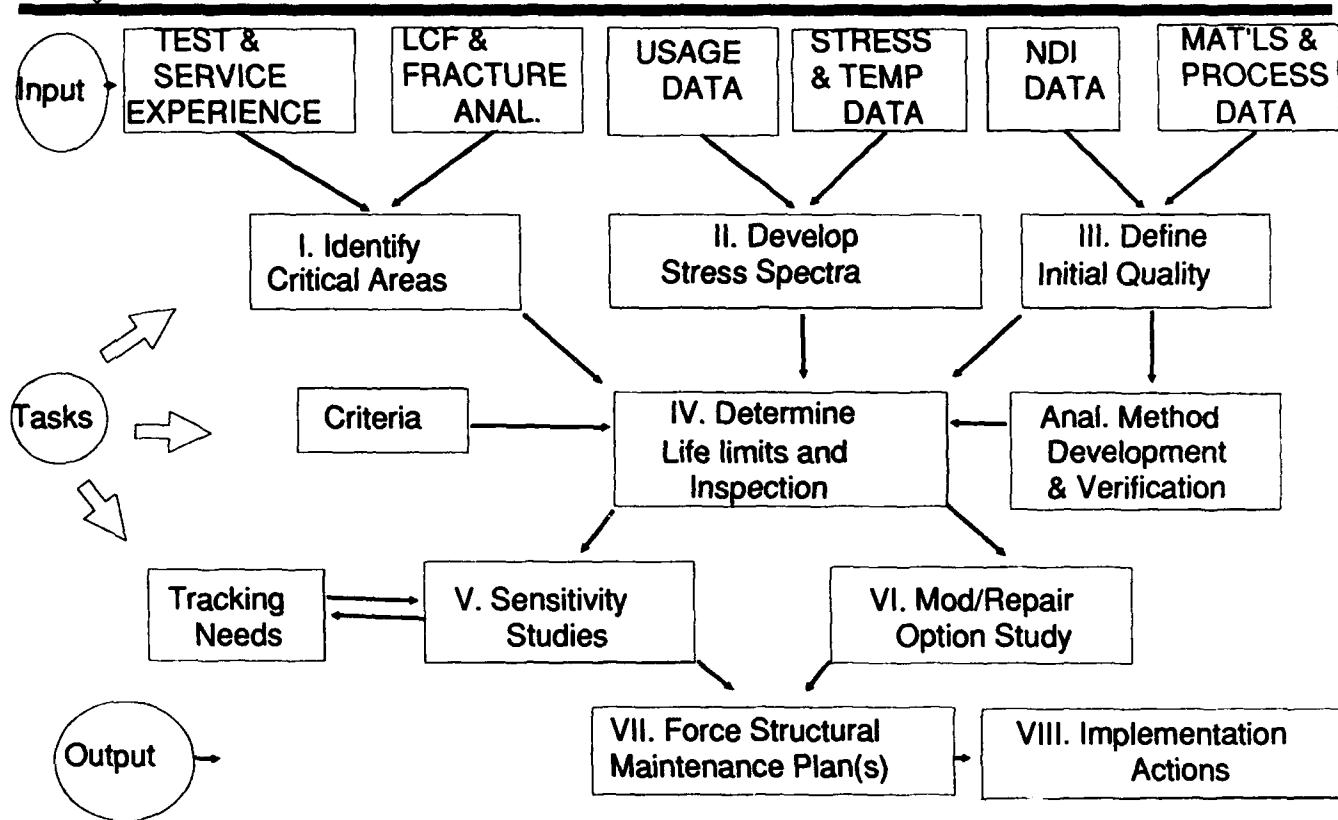 Input
TEST &
SERVICE
EXPERIENCE
LCF &
FRACTURE
ANAL.
USAGE
DATA
STRESS
& TEMP
DATA
NDI
DATA
MAT'LS &
PROCESS
DATA
I. Identify
Critical Areas
II. Develop
Stress Spectra
III. Define
Initial Quality
Tasks
Criteria
IV. Determine
Life limits and
Inspection
Anal. Method
Development
& Verification
Tracking
Needs
V. Sensitivity
Studies
VI. Mod/Repair
Option Study
Output
VII. Force Structural
Maintenance Plan(s)
VIII. Implementation
Actions